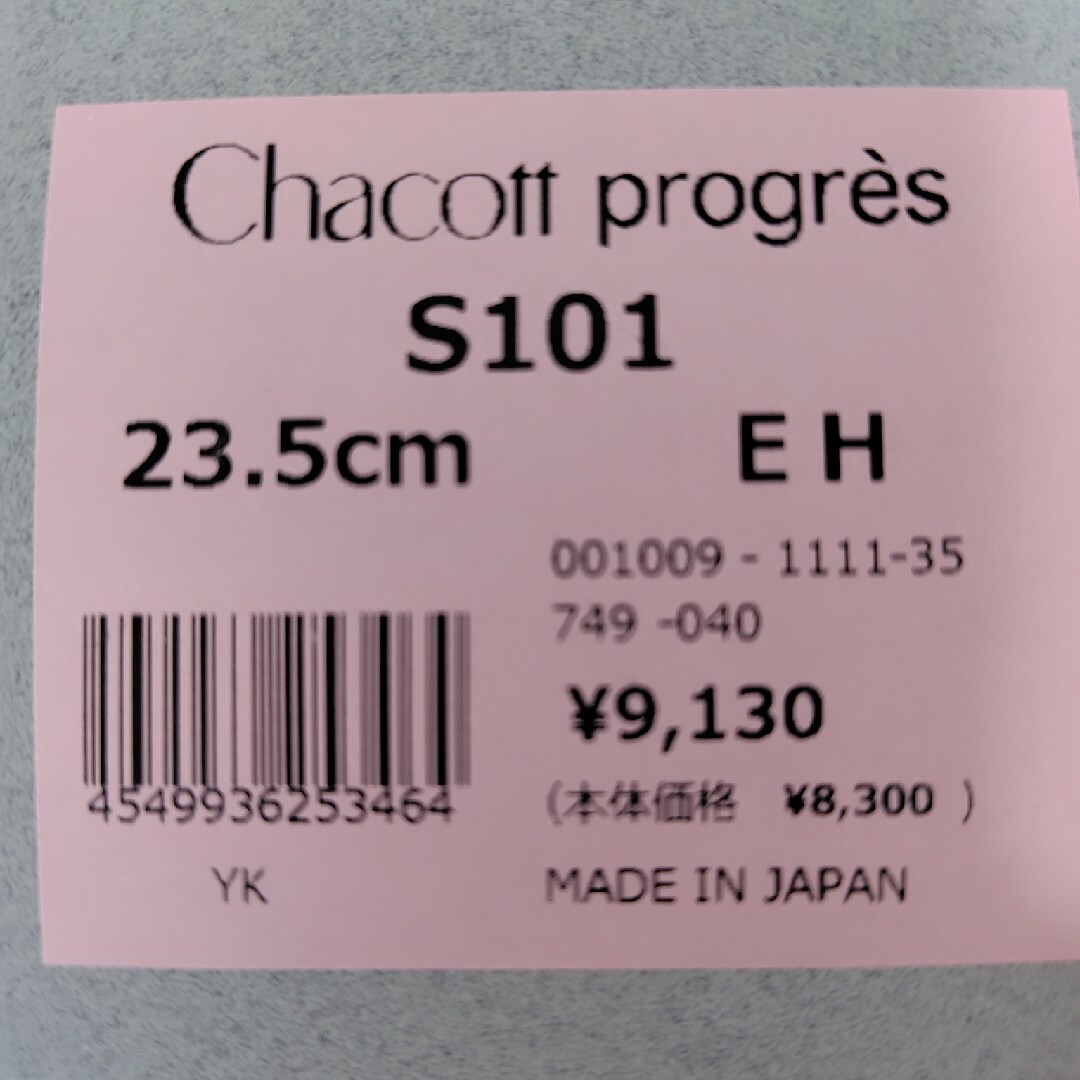 Chacott progrès
S101
23.5cm E H
001009 - 1111-35
749 -040
¥9,130
(本体価格 ¥8,300 )
4549936253464
YK
MADE IN JAPAN